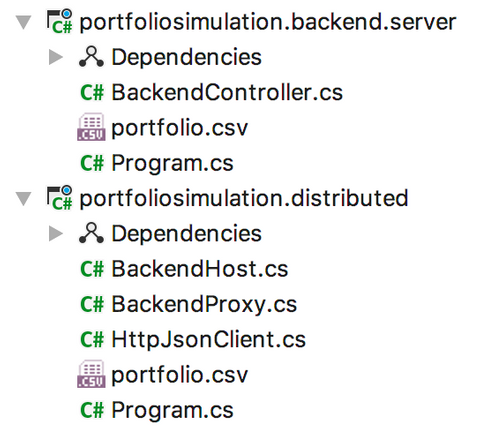 C# portfoliosimulation.backend.server
Dependencies
C# BackendController.cs
.CSV portfolio.csv
C# Program.cs
C# portfoliosimulation.distributed
Dependencies
C# BackendHost.cs
C# BackendProxy.cs
C# HttpJsonClient.cs
.CSV portfolio.csv
C# Program.cs